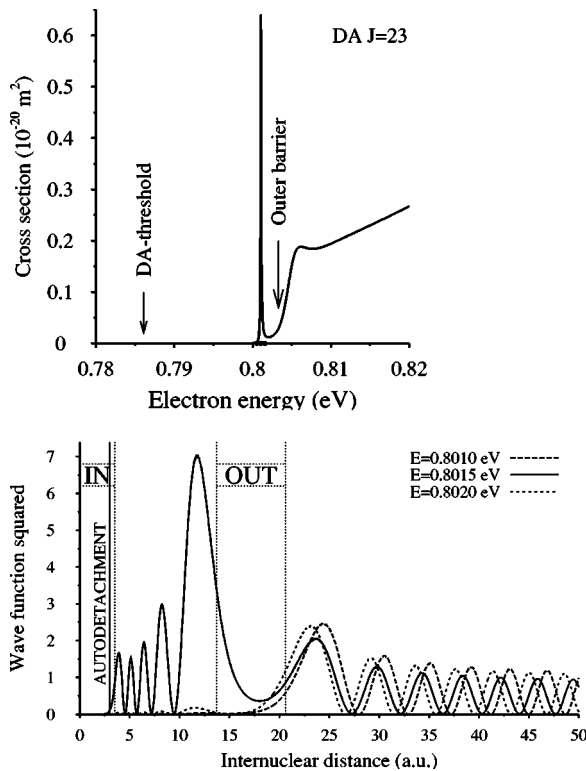 DA J=23
Cross section (10-20 m2)
0.6
0.5
0.4
0.3
0.2
0.1
0
DA-threshold
Outer barrier
0.78 0.79 0.8 0.81 0.82
Electron energy (eV)
Wave function squared
7
6
5
4
3
2
1
0
IN
OUT
AUTODETACHMENT
E=0.8010 eV
E=0.8015 eV
E=0.8020 eV
0 5 10 15 20 25 30 35 40 45 50
Internuclear distance (a.u.)